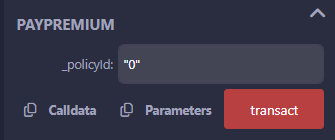 PAYPREMIUM
_policyId: "0"
Calldata Parameters transact